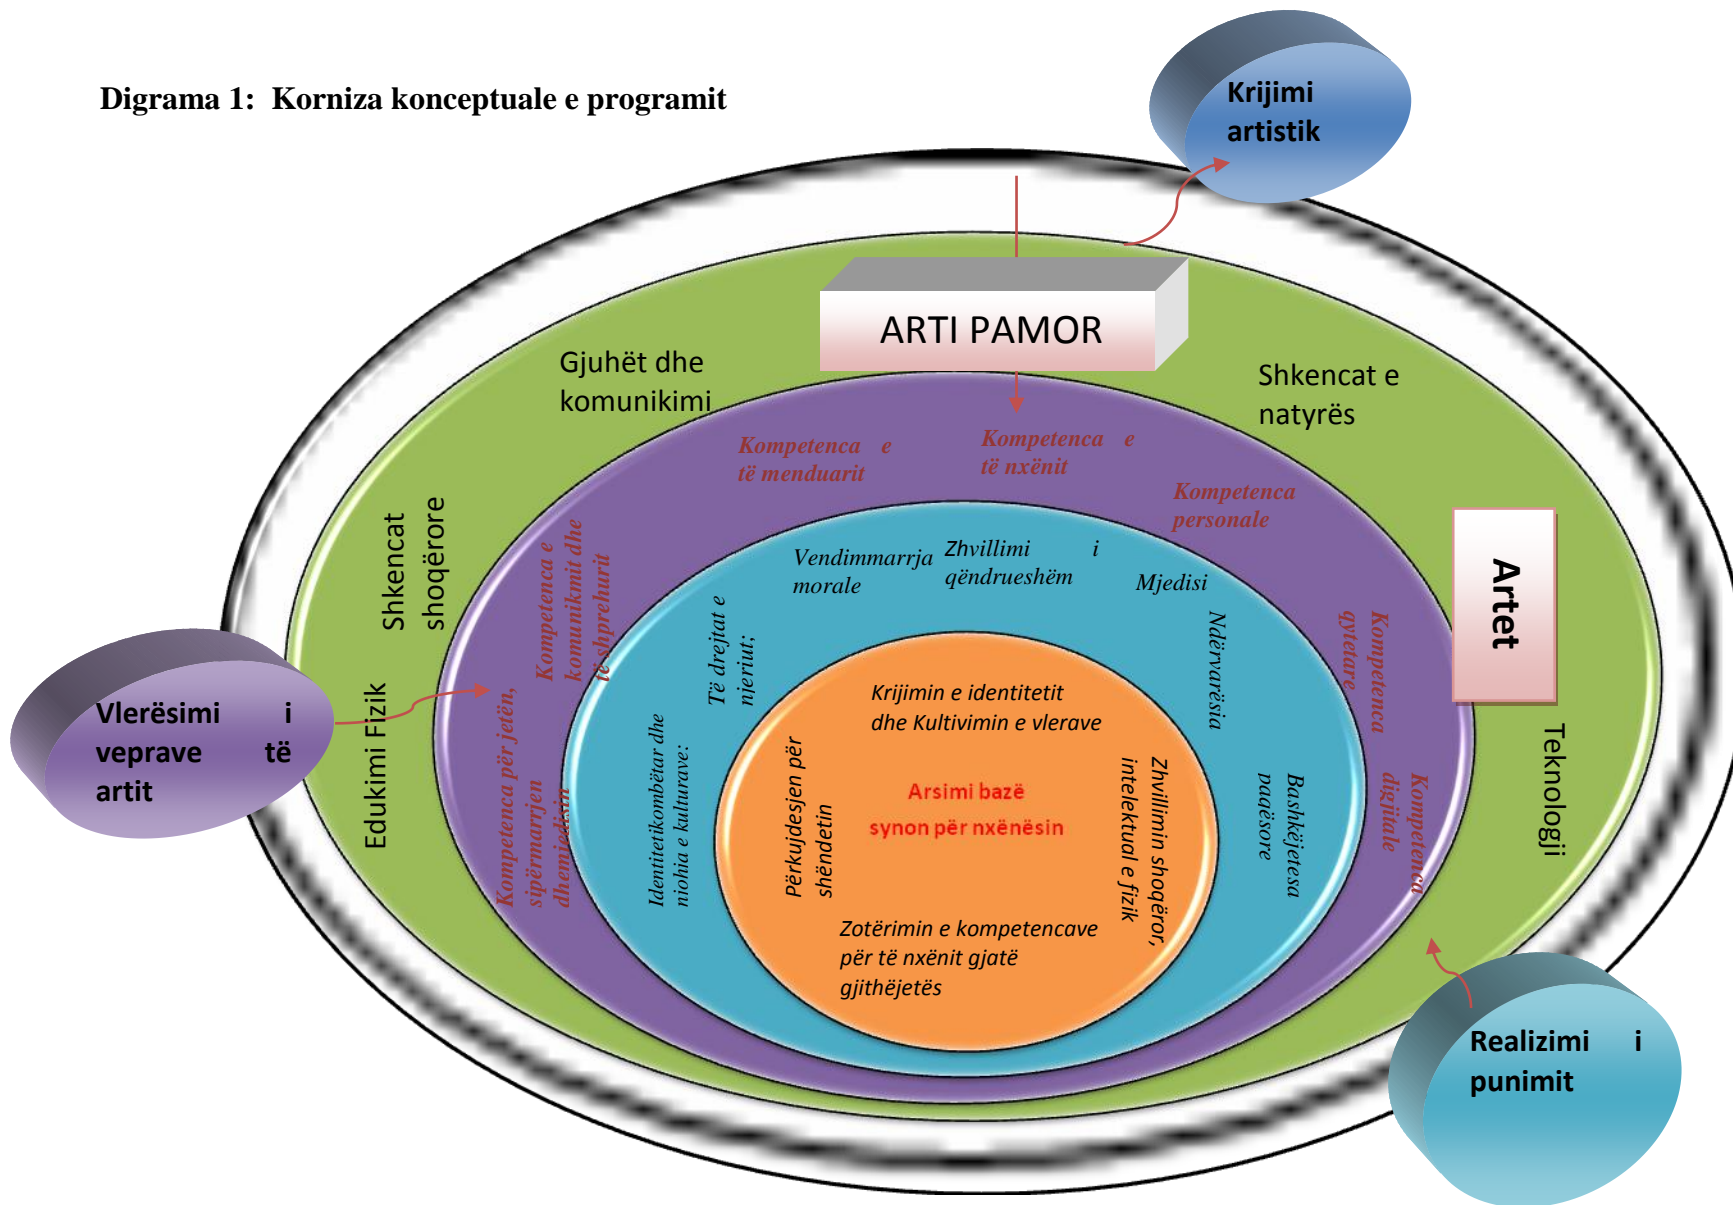 Digrama 1: Korniza konceptuale e programit
Krijimi
artistik
ARTI PAMOR
Gjuhët dhe
komunikimi
Shkencat e
natyrës
Shkencat
shoqërore
Edukimi Fizik
Artet
Teknologji
Kompetenca e
të menduarit
Kompetenca e
të nxënit
Kompetenca
personale
Kompetenca e
komunikmit dhe
të shprehurit
Kompetenca për jetën,
sipërmarrjen
dhemjedisin
Kompetenca
qytetare
Kompetenca
digjitale
Vendimmarrja
morale
Zhvillimi i
qëndrueshëm
Mjedisi
Ndërvarësia
Bashkëjetesa
paqësore
Të drejtat e
njeriut;
Identitetikombëtar dhe
niohia e kulturave:
Krijimin e identitetit
dhe Kultivimin e vlerave
Përkujdesjen për
shëndetin
Arsimi bazë
synon për nxënësin
Zhvillimin shoqëror,
intelektual e fizik
Zotërimin e kompetencave
për të nxënit gjatë
gjithëjetës
Vlerësimi i
veprave të
artit
Realizimi i
punimit